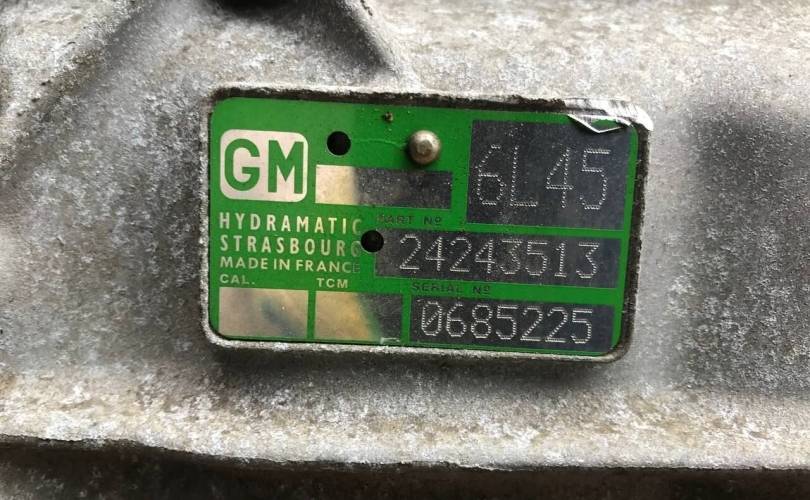 GM
6L45
HYDRAMATIC
STRASBOURG
MADE IN FRANCE
PART Nº
24243513
CAL. TCM
SERIAL Nº
0685225